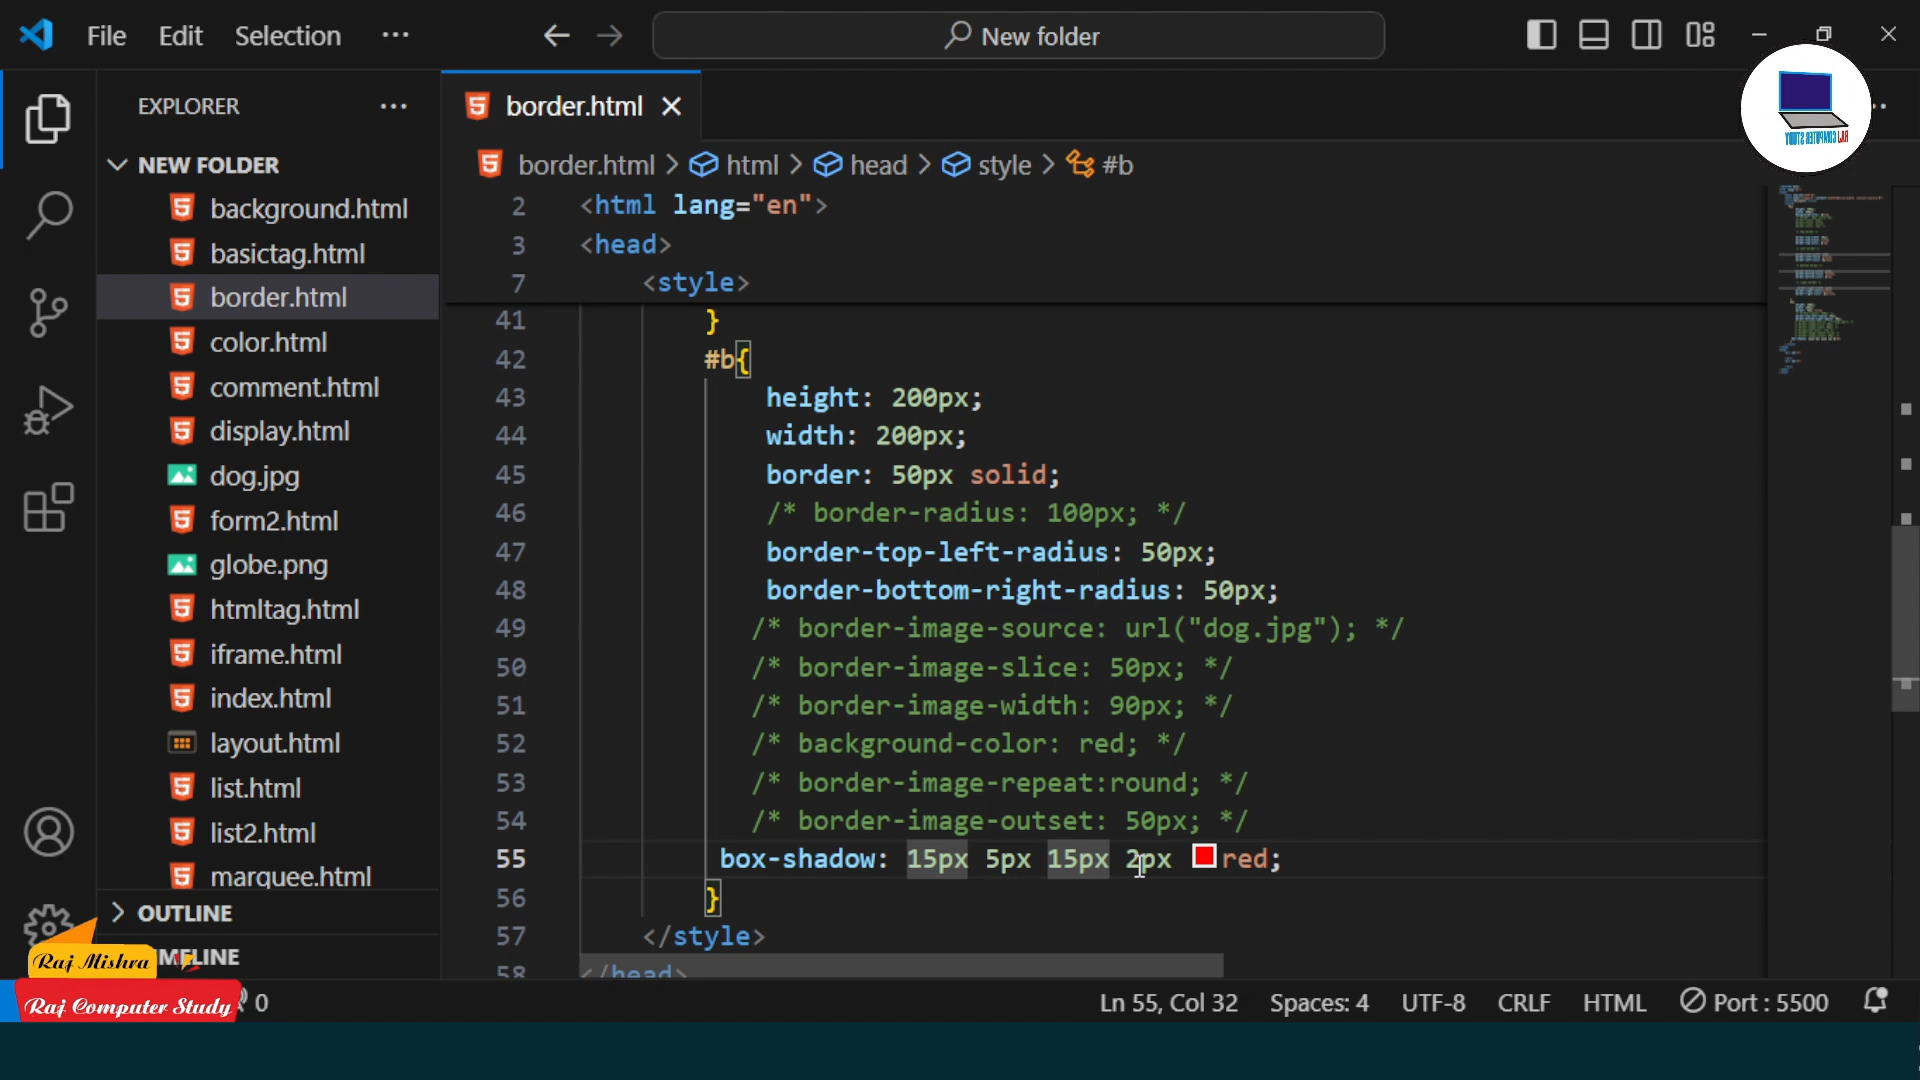 File Edit Selection ··· New folder
EXPLORER ···
NEW FOLDER
background.html
basictag.html
border.html
color.html
comment.html
display.html
dog.jpg
form2.html
globe.png
htmltag.html
iframe.html
index.html
layout.html
list.html
list2.html
marquee.html
OUTLINE
MELINE
border.html
border.html > html > head > style > #b
2 <html lang="en">
3 <head>
7 <style>
41 }
42 #b{
43 height: 200px;
44 width: 200px;
45 border: 50px solid;
46 /* border-radius: 100px; */
47 border-top-left-radius: 50px;
48 border-bottom-right-radius: 50px;
49 /* border-image-source: url("dog.jpg"); */
50 /* border-image-slice: 50px; */
51 /* border-image-width: 90px; */
52 /* background-color: red; */
53 /* border-image-repeat:round; */
54 /* border-image-outset: 50px; */
55 box-shadow: 15px 5px 15px 2px red;
56 }
57 </style>
58 </head>
RAJ COMPUTER STUDY
Raj Mishra
Raj Computer Study
0 Ln 55, Col 32 Spaces: 4 UTF-8 CRLF HTML Port : 5500